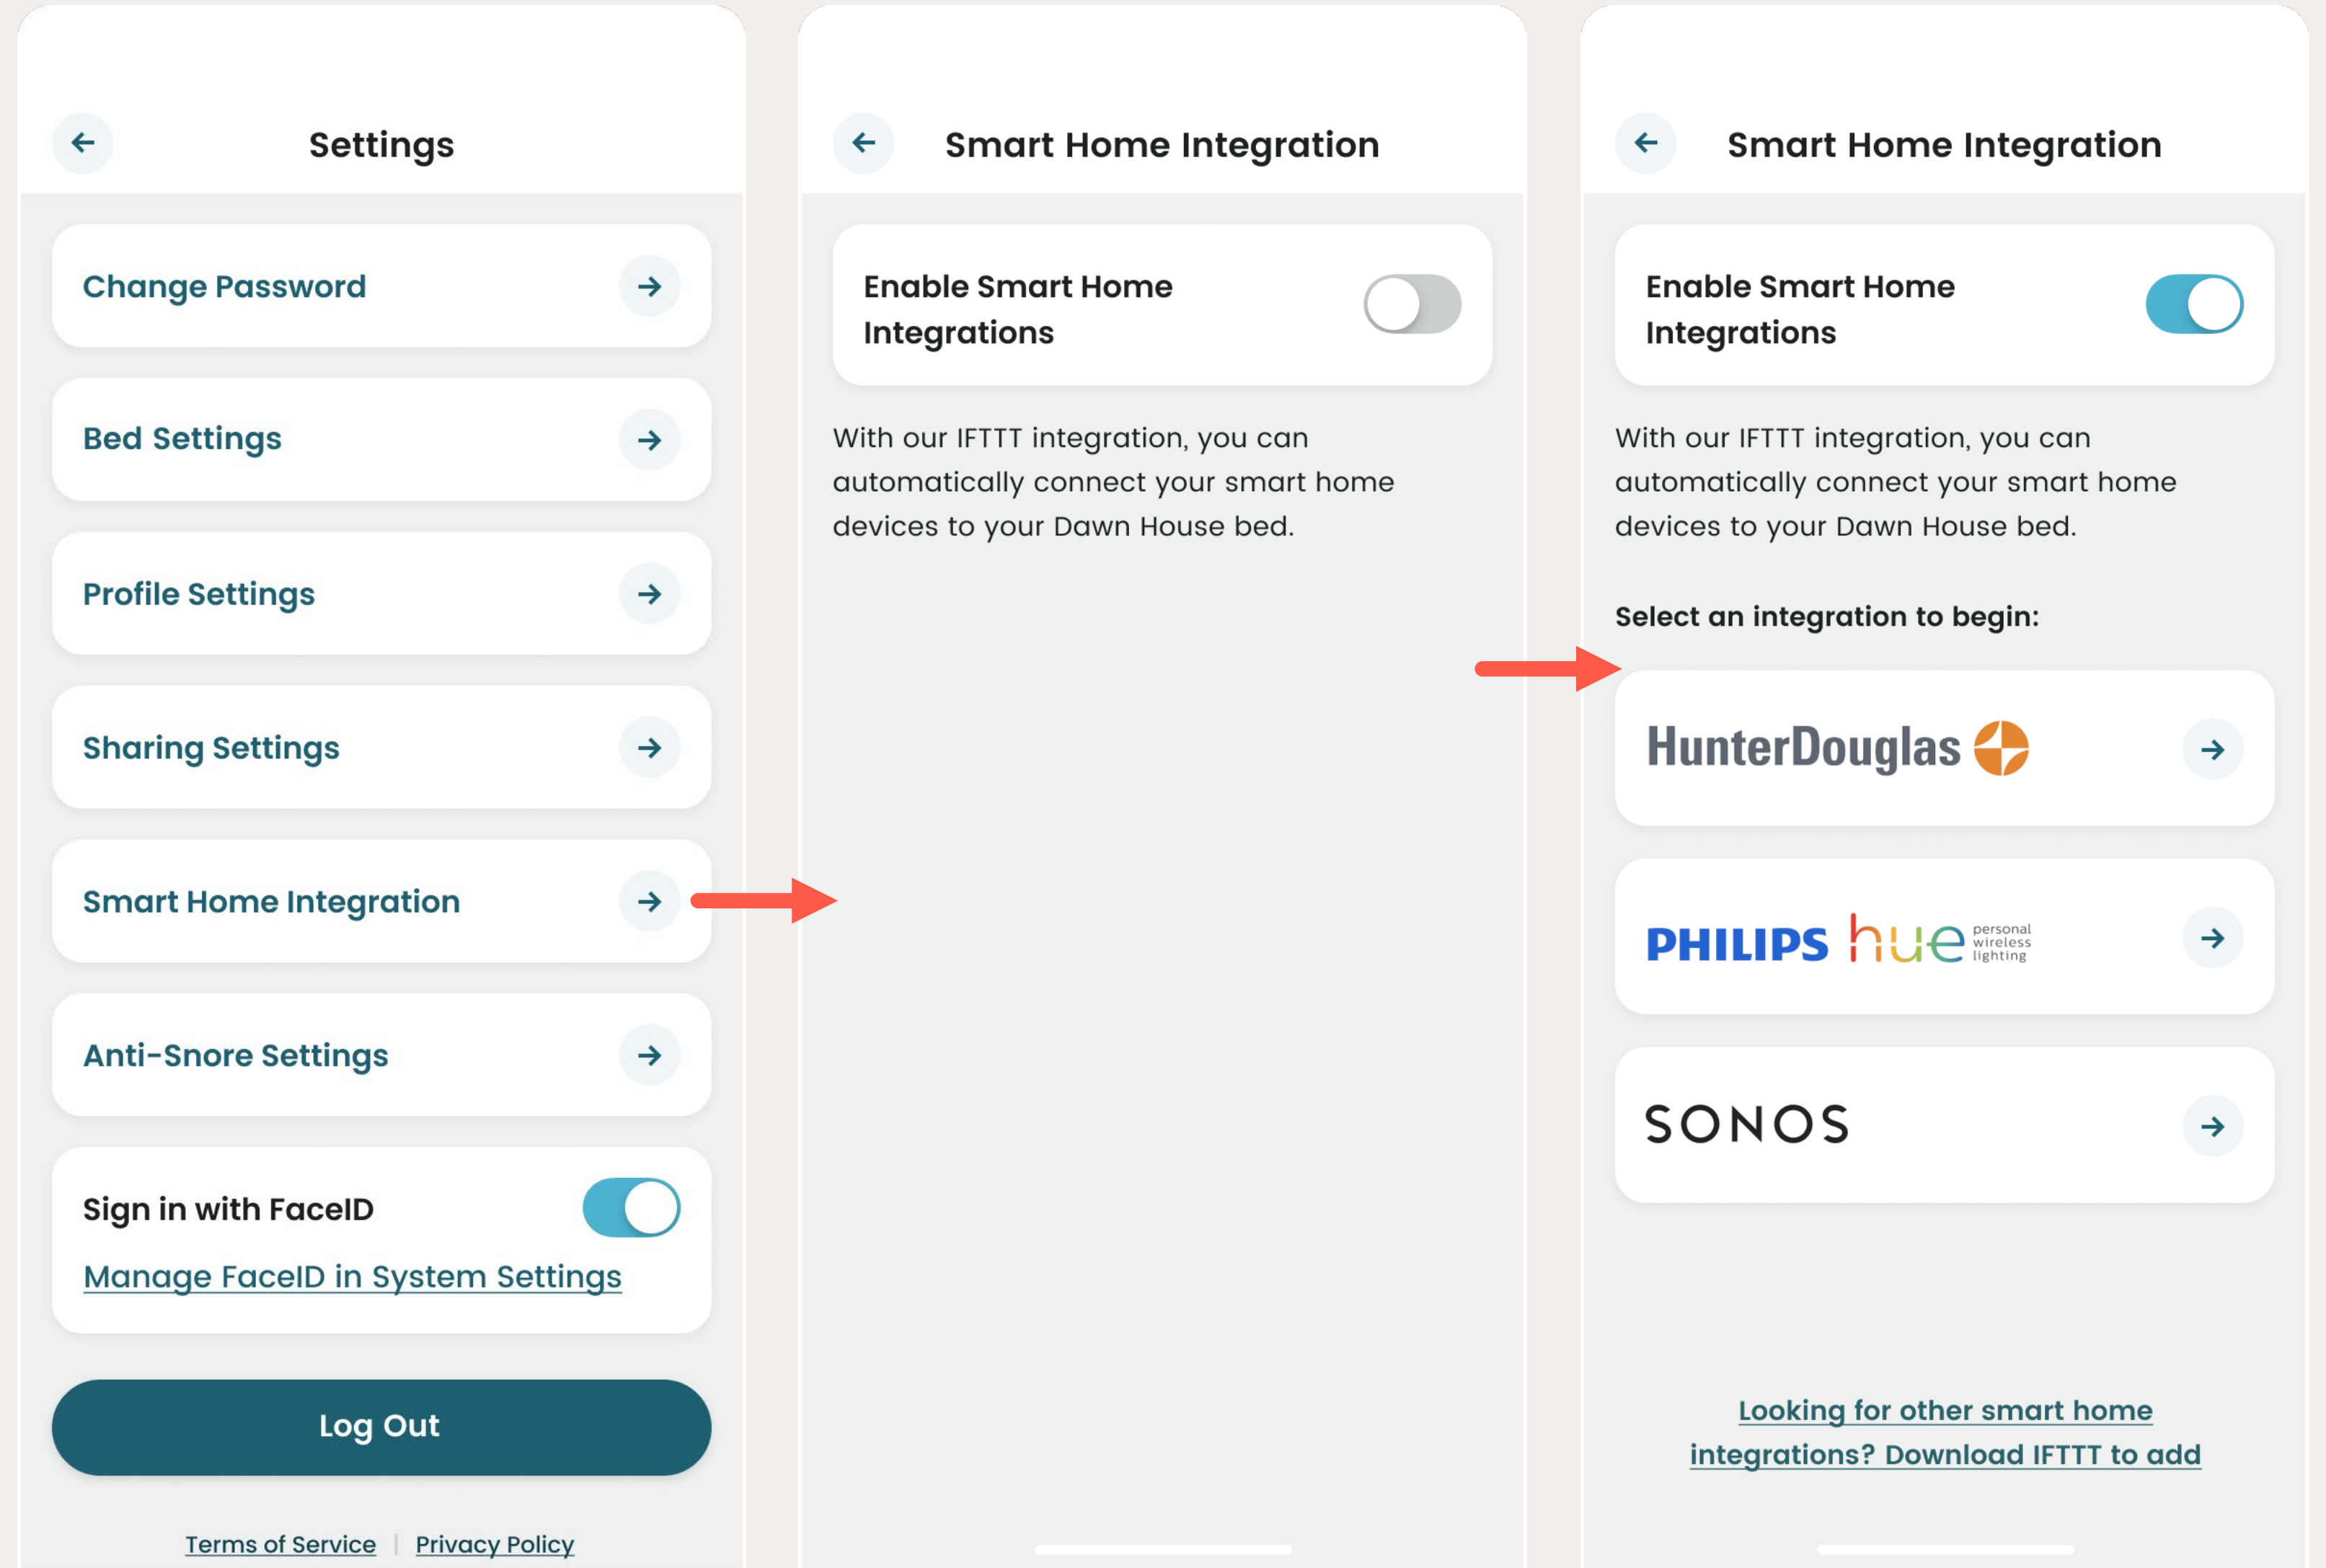 Settings
Change Password
Bed Settings
Profile Settings
Sharing Settings
Smart Home Integration
Anti-Snore Settings
Sign in with FaceID
Manage FaceID in System Settings
Log Out
Terms of Service | Privacy Policy
Smart Home Integration
Enable Smart Home
Integrations
With our IFTTT integration, you can
automatically connect your smart home
devices to your Dawn House bed.
Smart Home Integration
Enable Smart Home
Integrations
With our IFTTT integration, you can
automatically connect your smart home
devices to your Dawn House bed.
Select an integration to begin:
HunterDouglas
PHILIPS hue personal
wireless
lighting
SONOS
Looking for other smart home
integrations? Download IFTTT to add